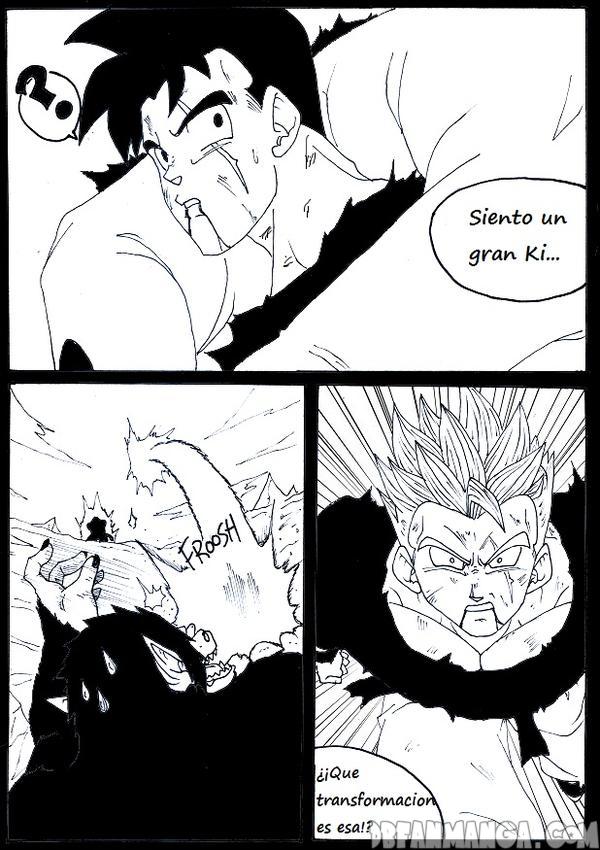 ?
Siento un
gran Ki...
FROOSH
¿¡Que
transformacion
es esa!?
DBFANMANGA.COM